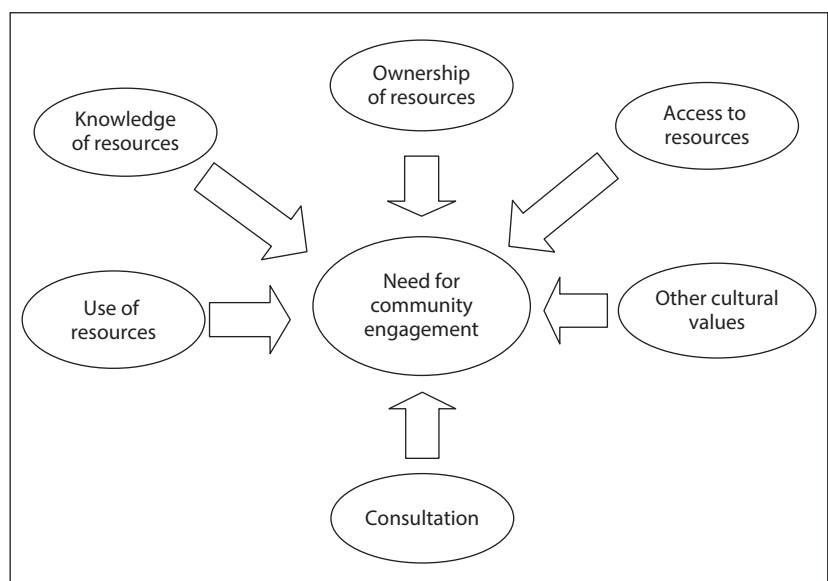 Ownership
of resources
Knowledge
of resources
Access to
resources
Need for
community
engagement
Use of
resources
Other cultural
values
Consultation